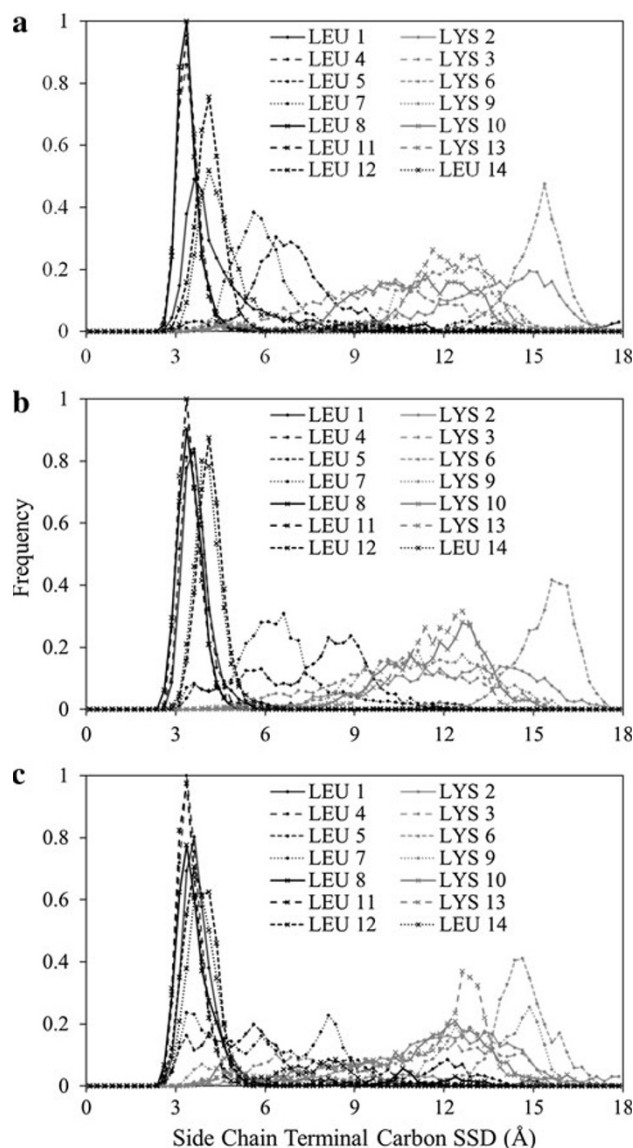 a
1
0.8
0.6
0.4
0.2
0
LEU 1 LYS 2
LEU 4 LYS 3
LEU 5 LYS 6
LEU 7 LYS 9
LEU 8 LYS 10
LEU 11 LYS 13
LEU 12 LEU 14
0 3 6 9 12 15 18
b
1
0.8
0.6
0.4
0.2
0
Frequency
LEU 1 LYS 2
LEU 4 LYS 3
LEU 5 LYS 6
LEU 7 LYS 9
LEU 8 LYS 10
LEU 11 LYS 13
LEU 12 LEU 14
0 3 6 9 12 15 18
c
1
0.8
0.6
0.4
0.2
0
LEU 1 LYS 2
LEU 4 LYS 3
LEU 5 LYS 6
LEU 7 LYS 9
LEU 8 LYS 10
LEU 11 LYS 13
LEU 12 LEU 14
0 3 6 9 12 15 18
Side Chain Terminal Carbon SSD (Å)